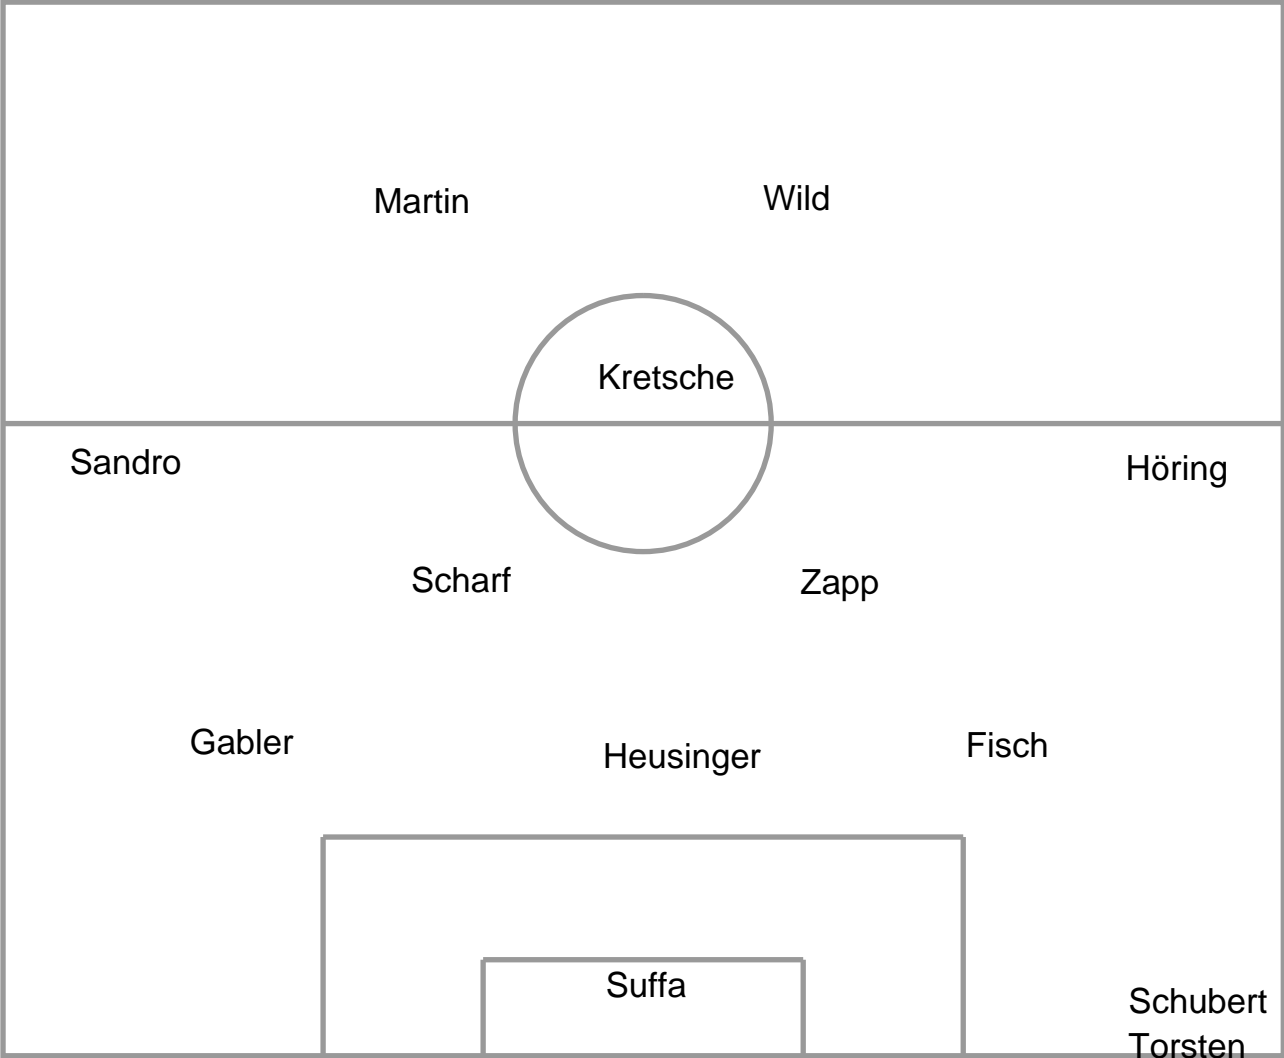 Martin
Wild
Kretsche
Sandro
Höring
Scharf
Zapp
Gabler
Heusinger
Fisch
Suffa
Schubert
Torsten